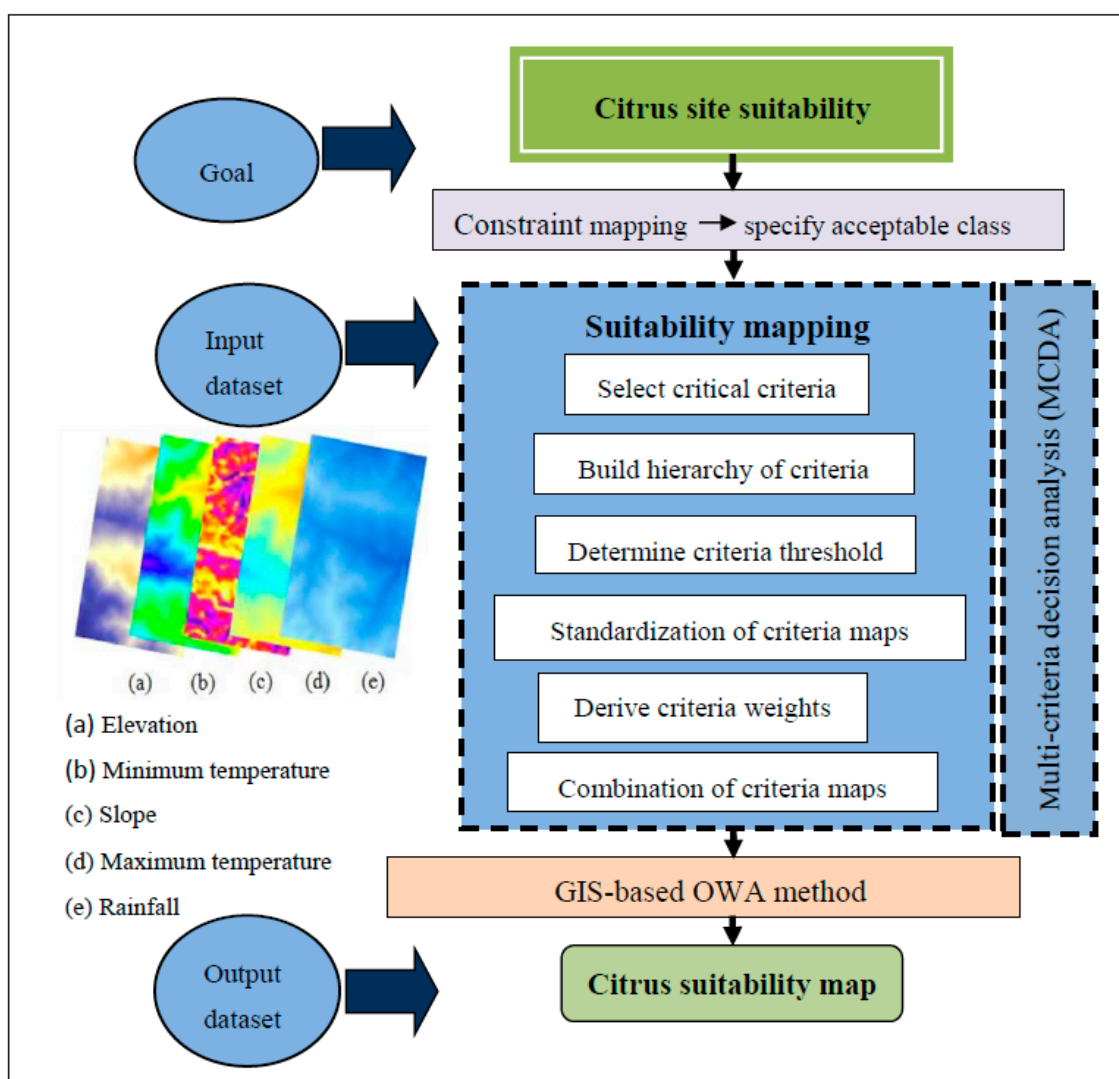 Citrus site suitability
Goal
Constraint mapping → specify acceptable class
Input
dataset
Suitability mapping
Select critical criteria
Build hierarchy of criteria
Determine criteria threshold
Standardization of criteria maps
Derive criteria weights
Combination of criteria maps
Multi-criteria decision analysis (MCDA)
(a) (b) (c) (d) (e)
(a) Elevation
(b) Minimum temperature
(c) Slope
(d) Maximum temperature
(e) Rainfall
GIS-based OWA method
Output
dataset
Citrus suitability map